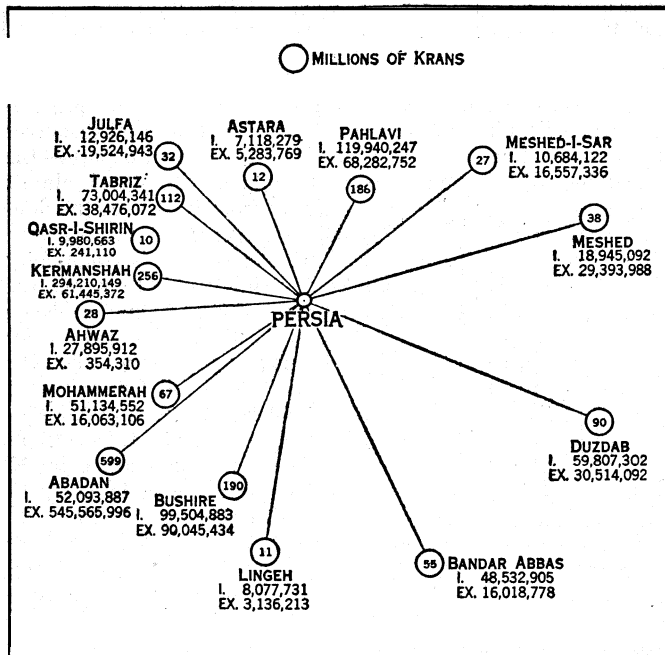 MILLIONS OF KRANS
JULFA
I. 12,926,146
EX. 19,524,943
32
ASTARA
I. 7,118,279
EX. 5,283,769
12
PAHLAVI
I. 119,940,247
EX. 68,282,752
186
MESHED-I-SAR
I. 10,684,122
EX. 16,557,336
27
TABRIZ
I. 73,004,341
EX. 38,476,072
112
QASR-I-SHIRIN
I. 9,980,663
EX. 241,110
10
38
MESHED
I. 18,945,092
EX. 29,393,988
KERMANSHAH
I. 294,210,149
EX. 61,445,372
256
PERSIA
28
AHWAZ
I. 27,895,912
EX. 354,310
MOHAMMERAH
I. 51,134,552
EX. 16,063,106
67
90
DUZDAB
I. 59,807,302
EX. 30,514,092
599
ABADAN
I. 52,093,887
EX. 545,565,996
190
BUSHIRE
I. 99,504,883
EX. 90,045,434
11
LINGEH
I. 8,077,731
EX. 3,136,213
55
BANDAR ABBAS
I. 48,532,905
EX. 16,018,778